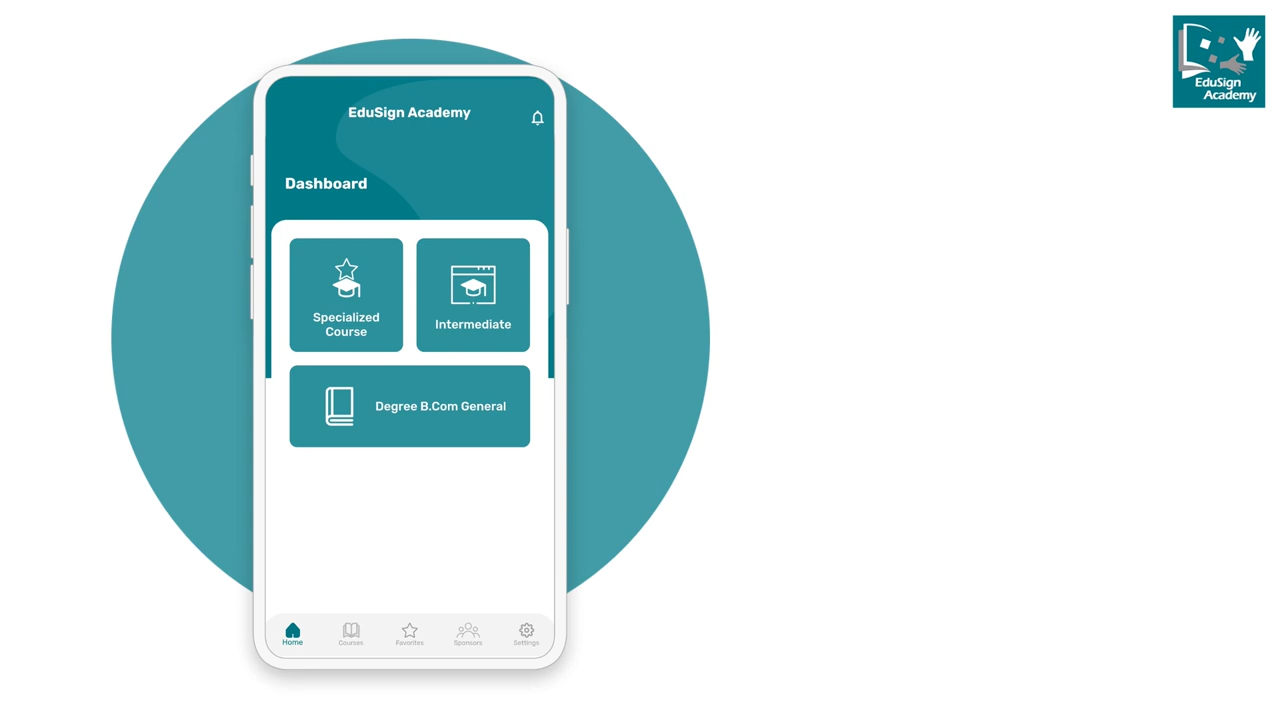 EduSign Academy
Dashboard
Specialized
Course
Intermediate
Degree B.Com General
Home
Courses
Favorites
Sponsors
Settings
EduSign
Academy